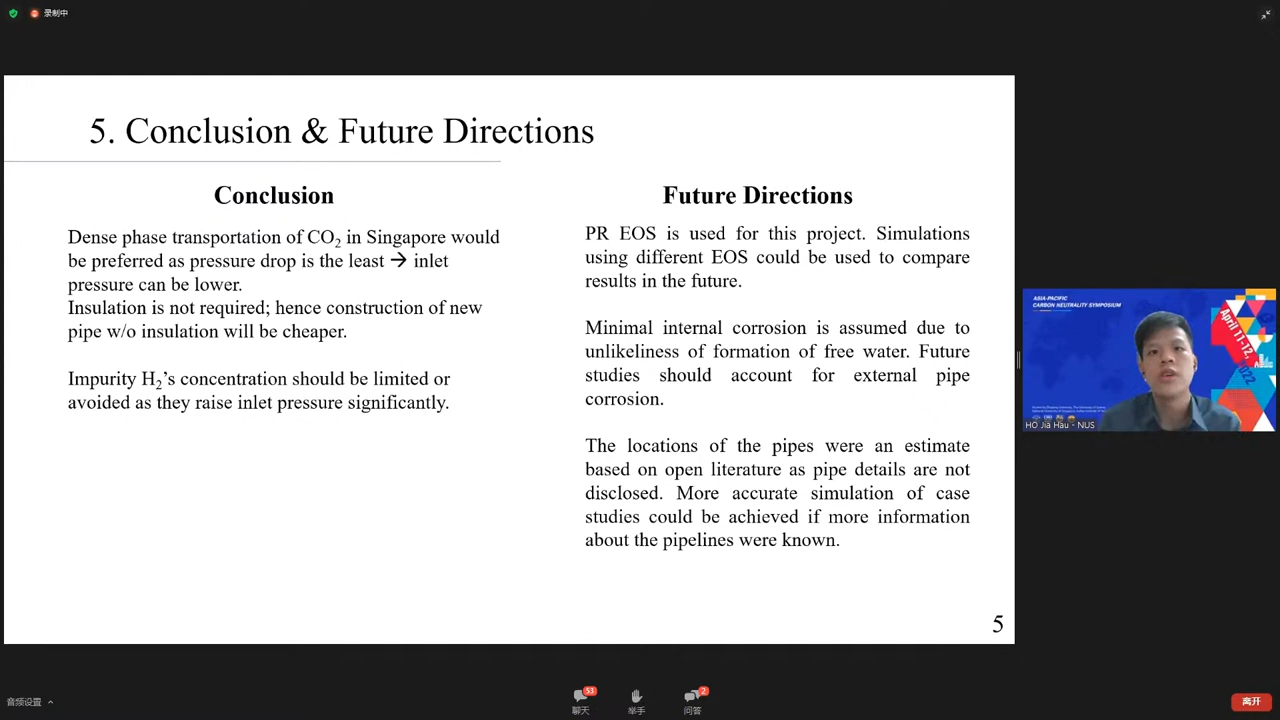 录制中
5. Conclusion & Future Directions
Conclusion
Dense phase transportation of CO₂ in Singapore would
be preferred as pressure drop is the least → inlet
pressure can be lower.
Insulation is not required; hence construction of new
pipe w/o insulation will be cheaper.
Impurity H₂'s concentration should be limited or
avoided as they raise inlet pressure significantly.
Future Directions
PR EOS is used for this project. Simulations
using different EOS could be used to compare
results in the future.
Minimal internal corrosion is assumed due to
unlikeliness of formation of free water. Future
studies should account for external pipe
corrosion.
The locations of the pipes were an estimate
based on open literature as pipe details are not
disclosed. More accurate simulation of case
studies could be achieved if more information
about the pipelines were known.
5
ASIA-PACIFIC
CARBON NEUTRALITY SYMPOSIUM
April 11-12,
2022
HO Jia Hau - NUS
音频设置
53
聊天
举手
2
问答
离开